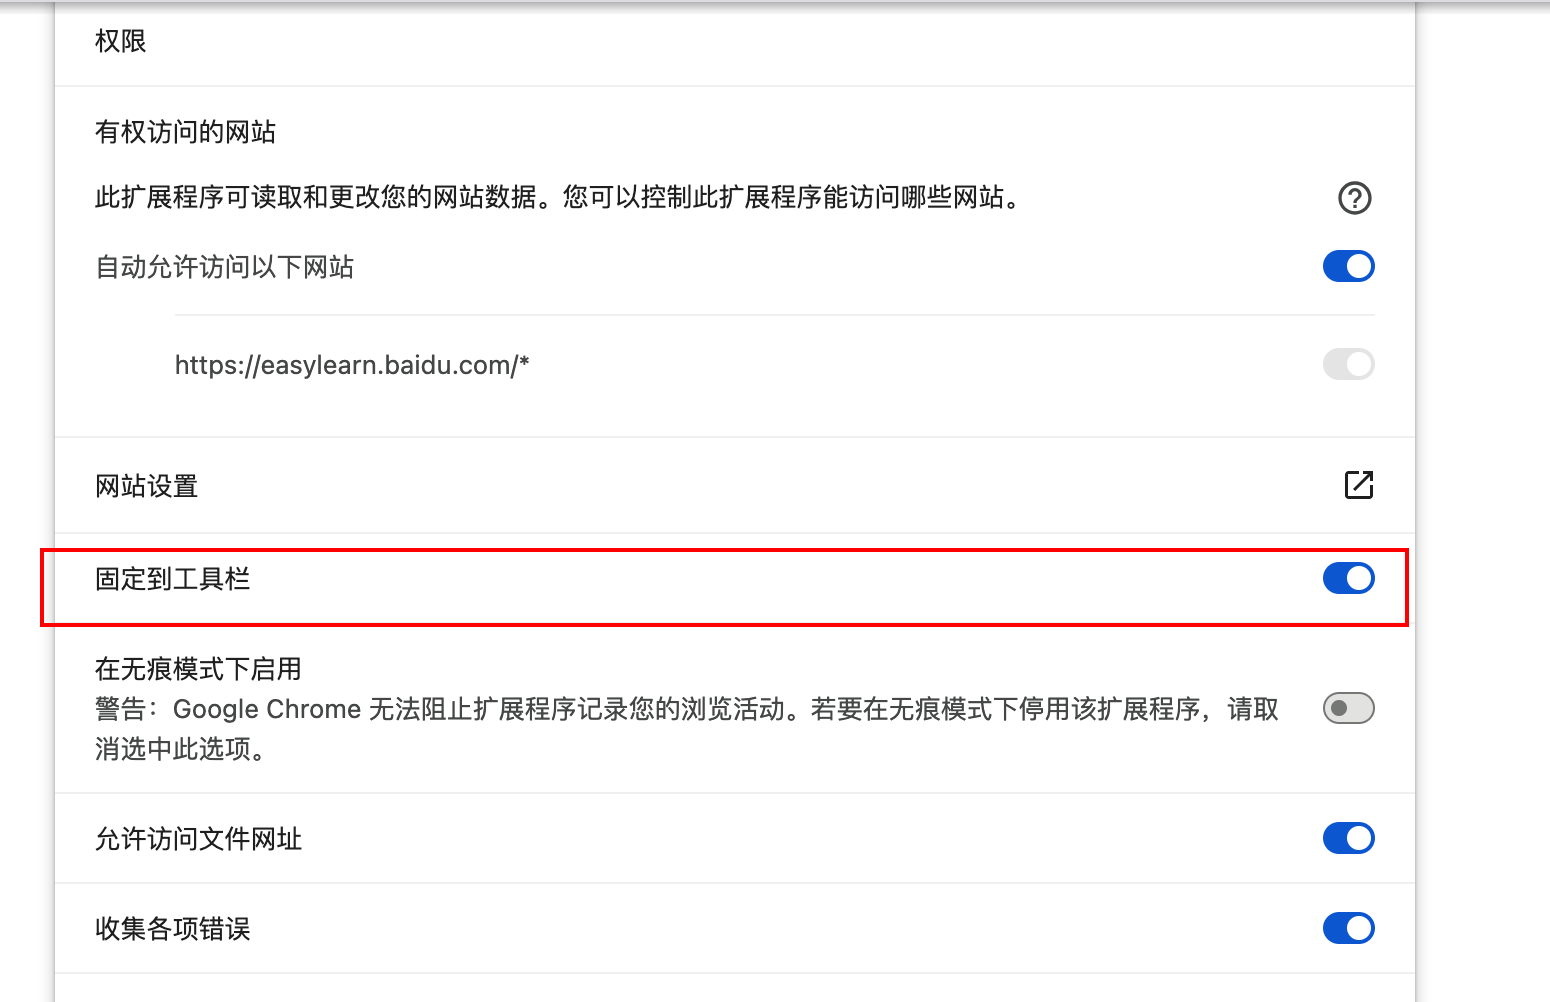 权限
有权访问的网站
此扩展程序可读取和更改您的网站数据。您可以控制此扩展程序能访问哪些网站。
自动允许访问以下网站
https://easylearn.baidu.com/*
网站设置
固定到工具栏
在无痕模式下启用
警告：Google Chrome 无法阻止扩展程序记录您的浏览活动。若要在无痕模式下停用该扩展程序，请取
消选中此选项。
允许访问文件网址
收集各项错误